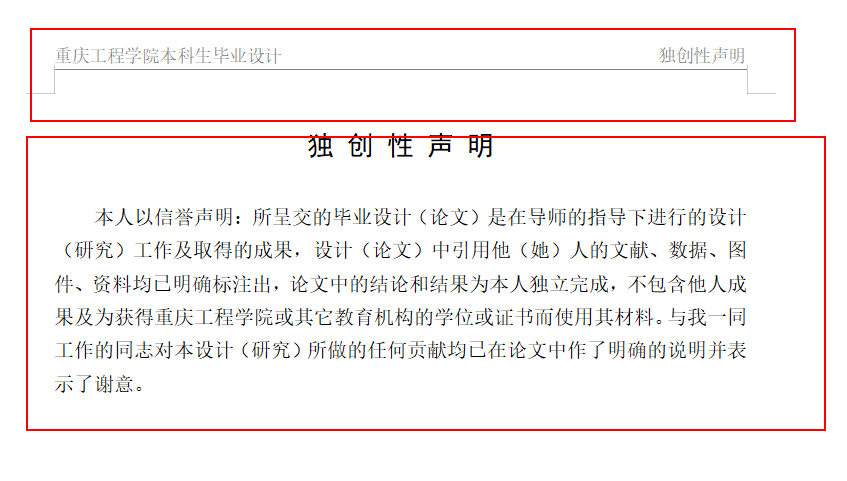 重庆工程学院本科生毕业设计 独创性声明
独创性声明
本人以信誉声明：所呈交的毕业设计（论文）是在导师的指导下进行的设计
（研究）工作及取得的成果，设计（论文）中引用他（她）人的文献、数据、图
件、资料均已明确标注出，论文中的结论和结果为本人独立完成，不包含他人成
果及为获得重庆工程学院或其它教育机构的学位或证书而使用其材料。与我一同
工作的同志对本设计（研究）所做的任何贡献均已在论文中作了明确的说明并表
示了谢意。